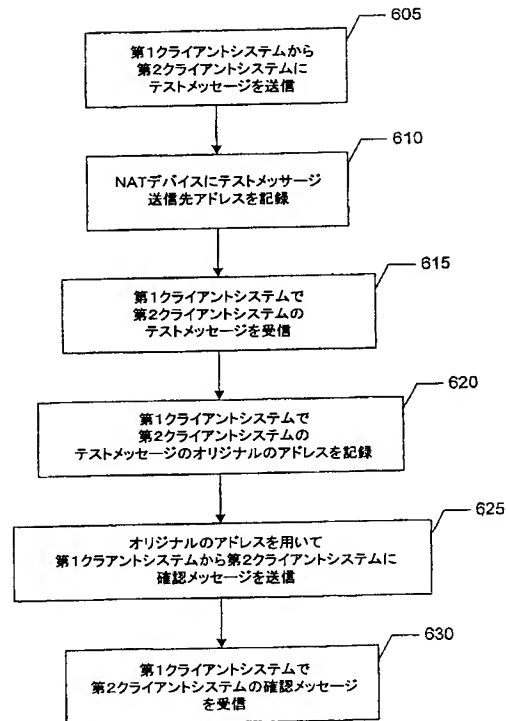 605
第1クライアントシステムから
第2クライアントシステムに
テストメッセージを送信
610
NATデバイスにテストメッサージ
送信先アドレスを記録
615
第1クライアントシステムで
第2クライアントシステムの
テストメッセージを受信
620
第1クライアントシステムで
第2クライアントシステムの
テストメッセージのオリジナルのアドレスを記録
625
オリジナルのアドレスを用いて
第1クラアントシステムから第2クライアントシステムに
確認メッセージを送信
630
第1クライアントシステムで
第2クライアントシステムの確認メッセージ
を受信